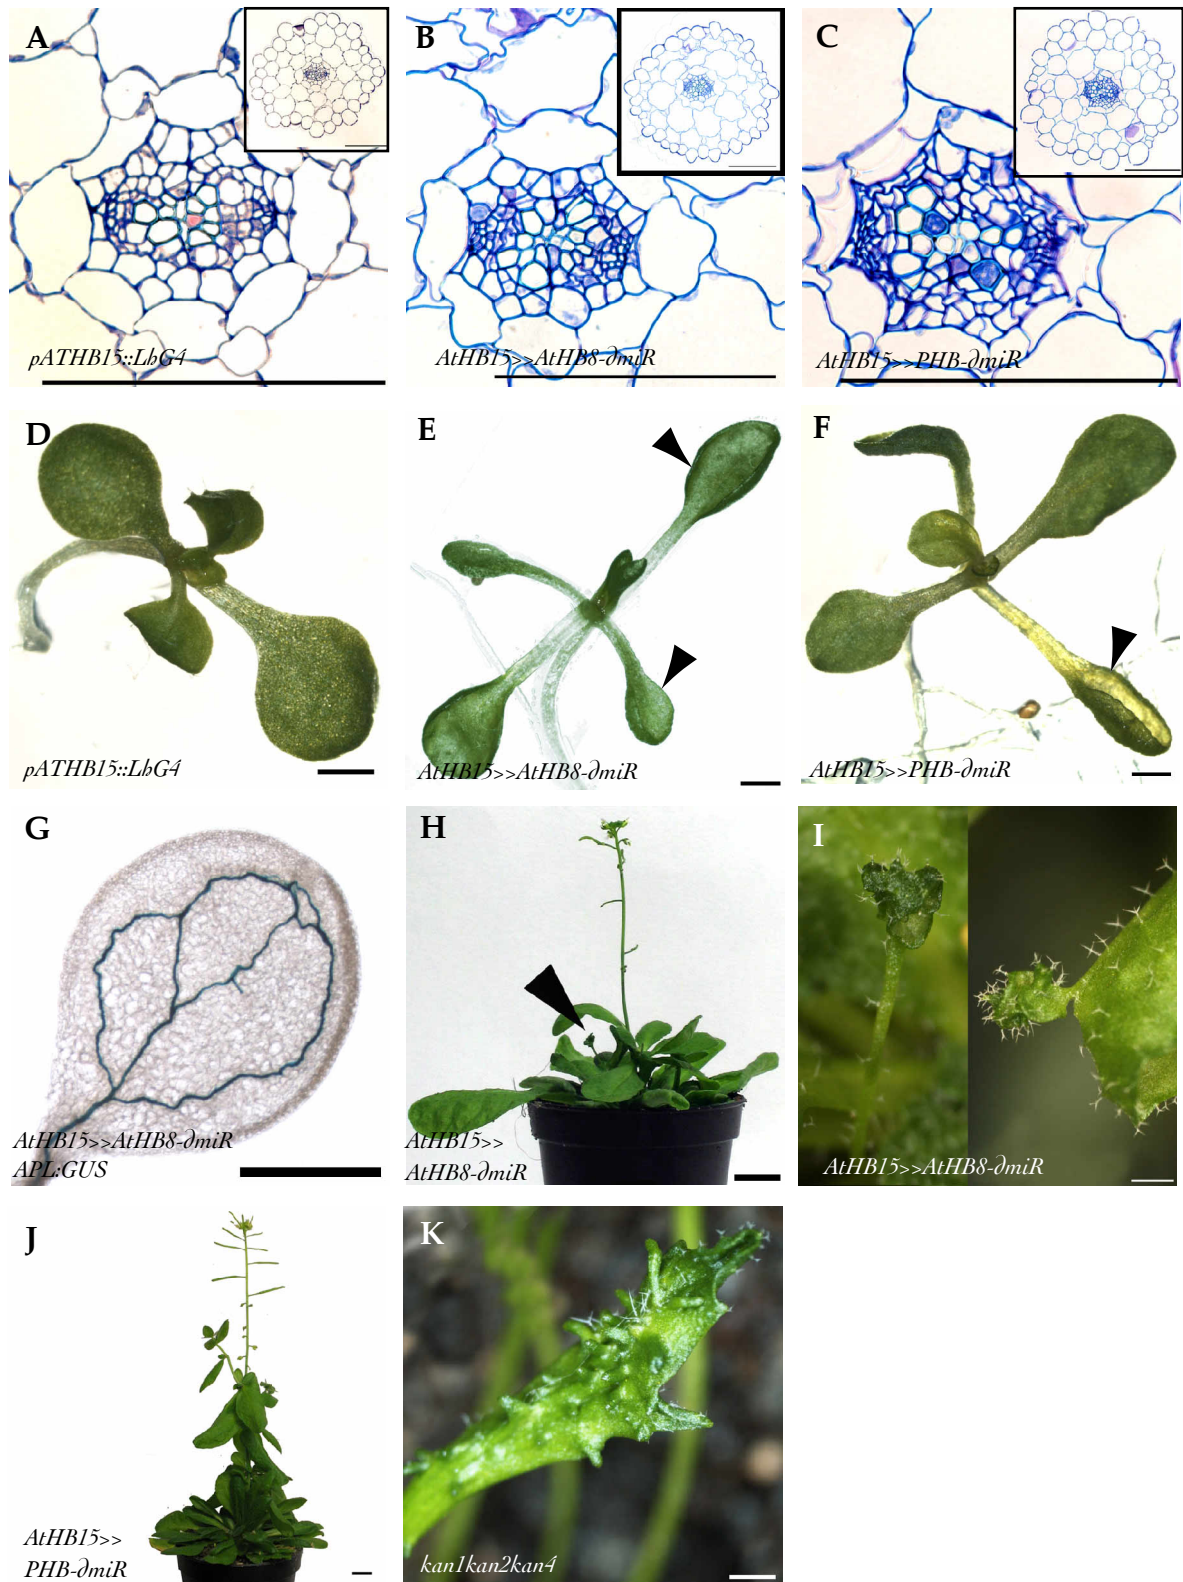 A
B
C
pATHB15::LhG4
AtHB15>>AtHB8-∂miR
AtHB15>>PHB-∂miR
D
E
F
pATHB15::LhG4
AtHB15>>AtHB8-∂miR
AtHB15>>PHB-∂miR
G
H
I
AtHB15>>AtHB8-∂miR
APL:GUS
AtHB15>>
AtHB8-∂miR
AtHB15>>AtHB8-∂miR
J
K
AtHB15>>
PHB-∂miR
kan1kan2kan4